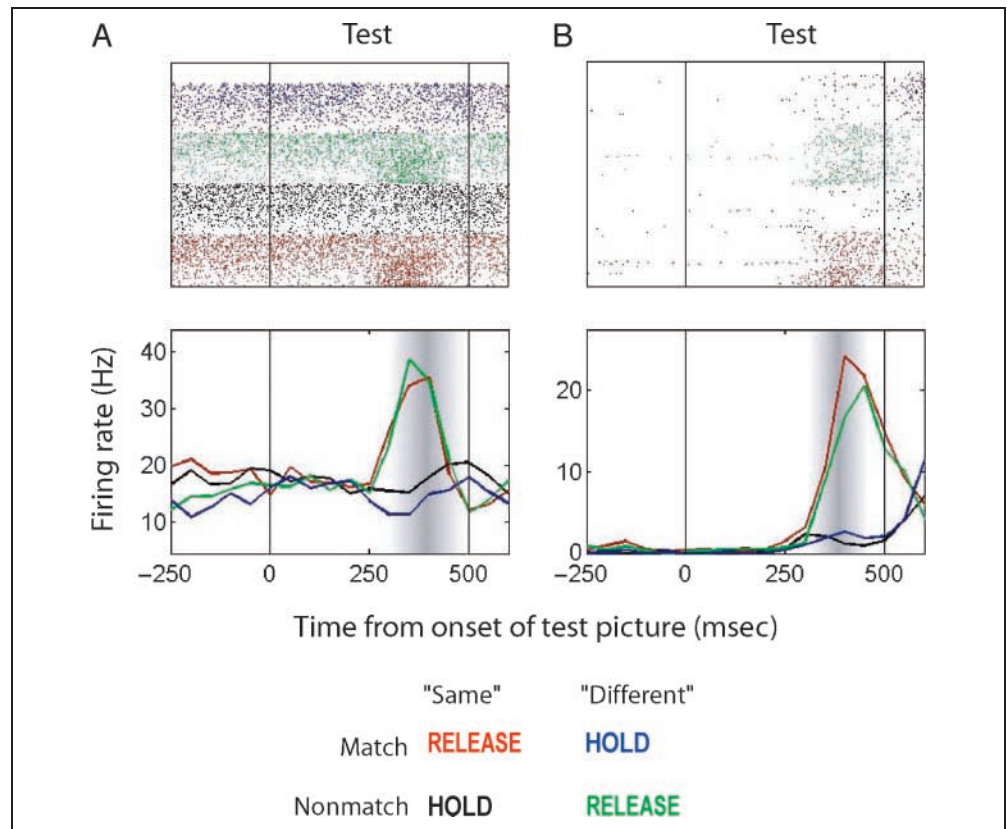 A Test B Test
40 30 20 10
Firing rate (Hz)
20 10 0
−250 0 250 500 −250 0 250 500
Time from onset of test picture (msec)
"Same" "Different"
Match RELEASE HOLD
Nonmatch HOLD RELEASE